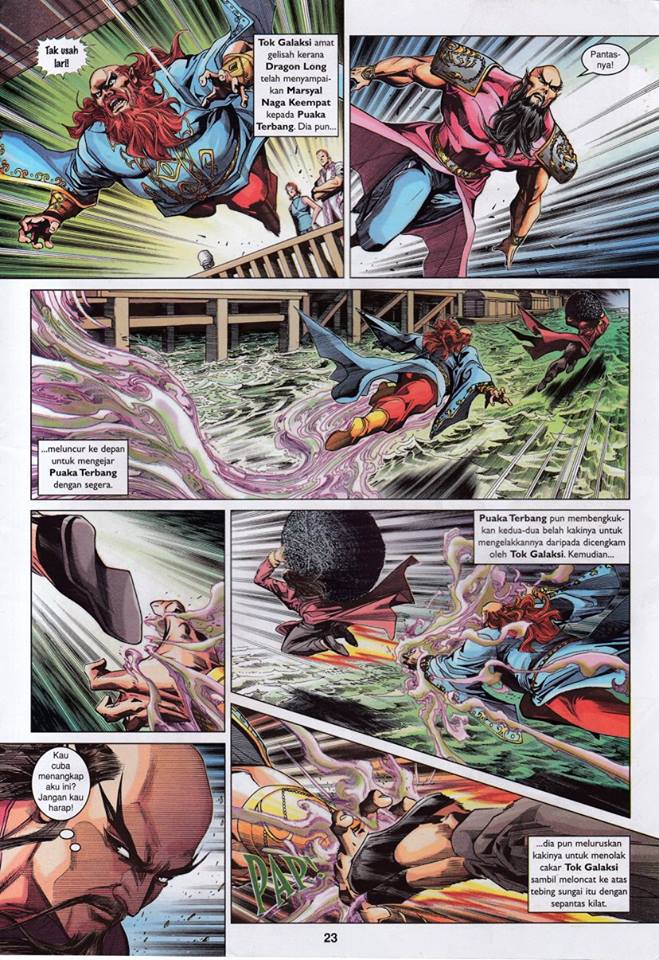 Tak usah
lari!
Tok Galaksi amat
gelisah kerana
Dragon Long
telah menyampai-
kan Marsyal
Naga Keempat
kepada Puaka
Terbang. Dia pun...
Pantas-
nya!
...meluncur ke depan
untuk mengejar
Puaka Terbang
dengan segera.
Puaka Terbang pun membengkuk-
kan kedua-dua belah kakinya untuk
mengelakkannya daripada dicengkam
oleh Tok Galaksi. Kemudian...
Kau
cuba
menangkap
aku ini?
Jangan kau
harap!
PAP!
...dia pun meluruskan
kakinya untuk menolak
cakar Tok Galaksi
sambil meloncat ke atas
tebing sungai itu dengan
sepantas kilat.
23